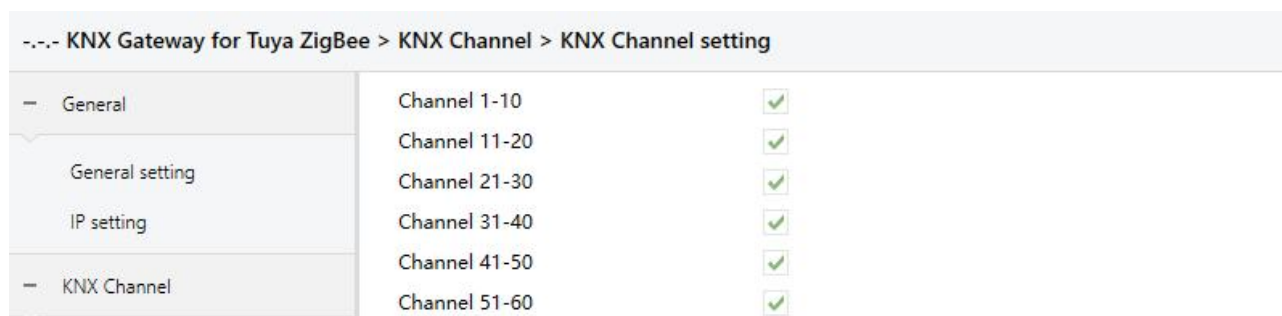 -.-.- KNX Gateway for Tuya ZigBee > KNX Channel > KNX Channel setting
General
General setting
IP setting
KNX Channel
Channel 1-10
Channel 11-20
Channel 21-30
Channel 31-40
Channel 41-50
Channel 51-60